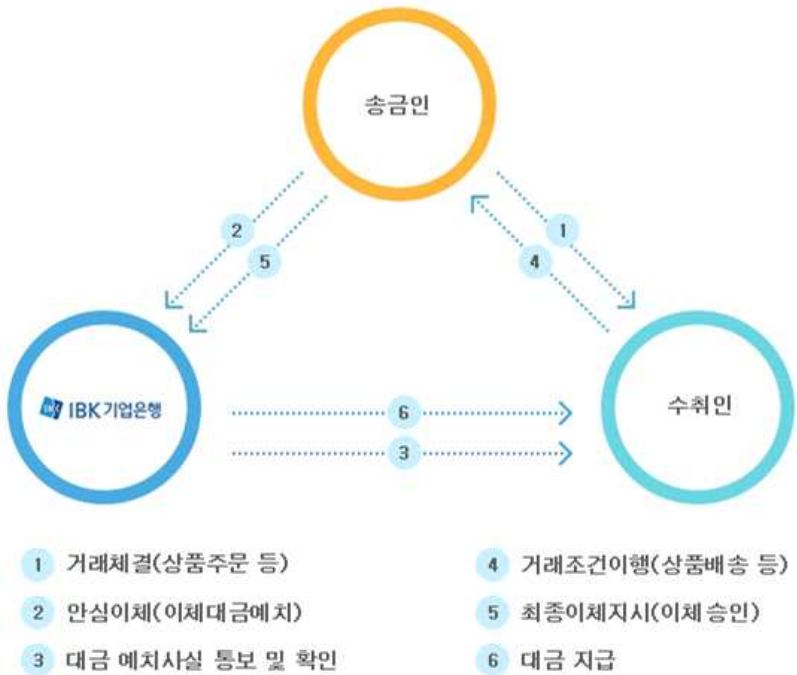 송금인
2
1
5
4
IBK기업은행
6
수취인
3
1 거래체결(상품주문 등)
4 거래조건이행(상품배송 등)
2 안심이체(이체대금예치)
5 최종이체지시(이체 승인)
3 대금 예치사실 통보 및 확인
6 대금 지급